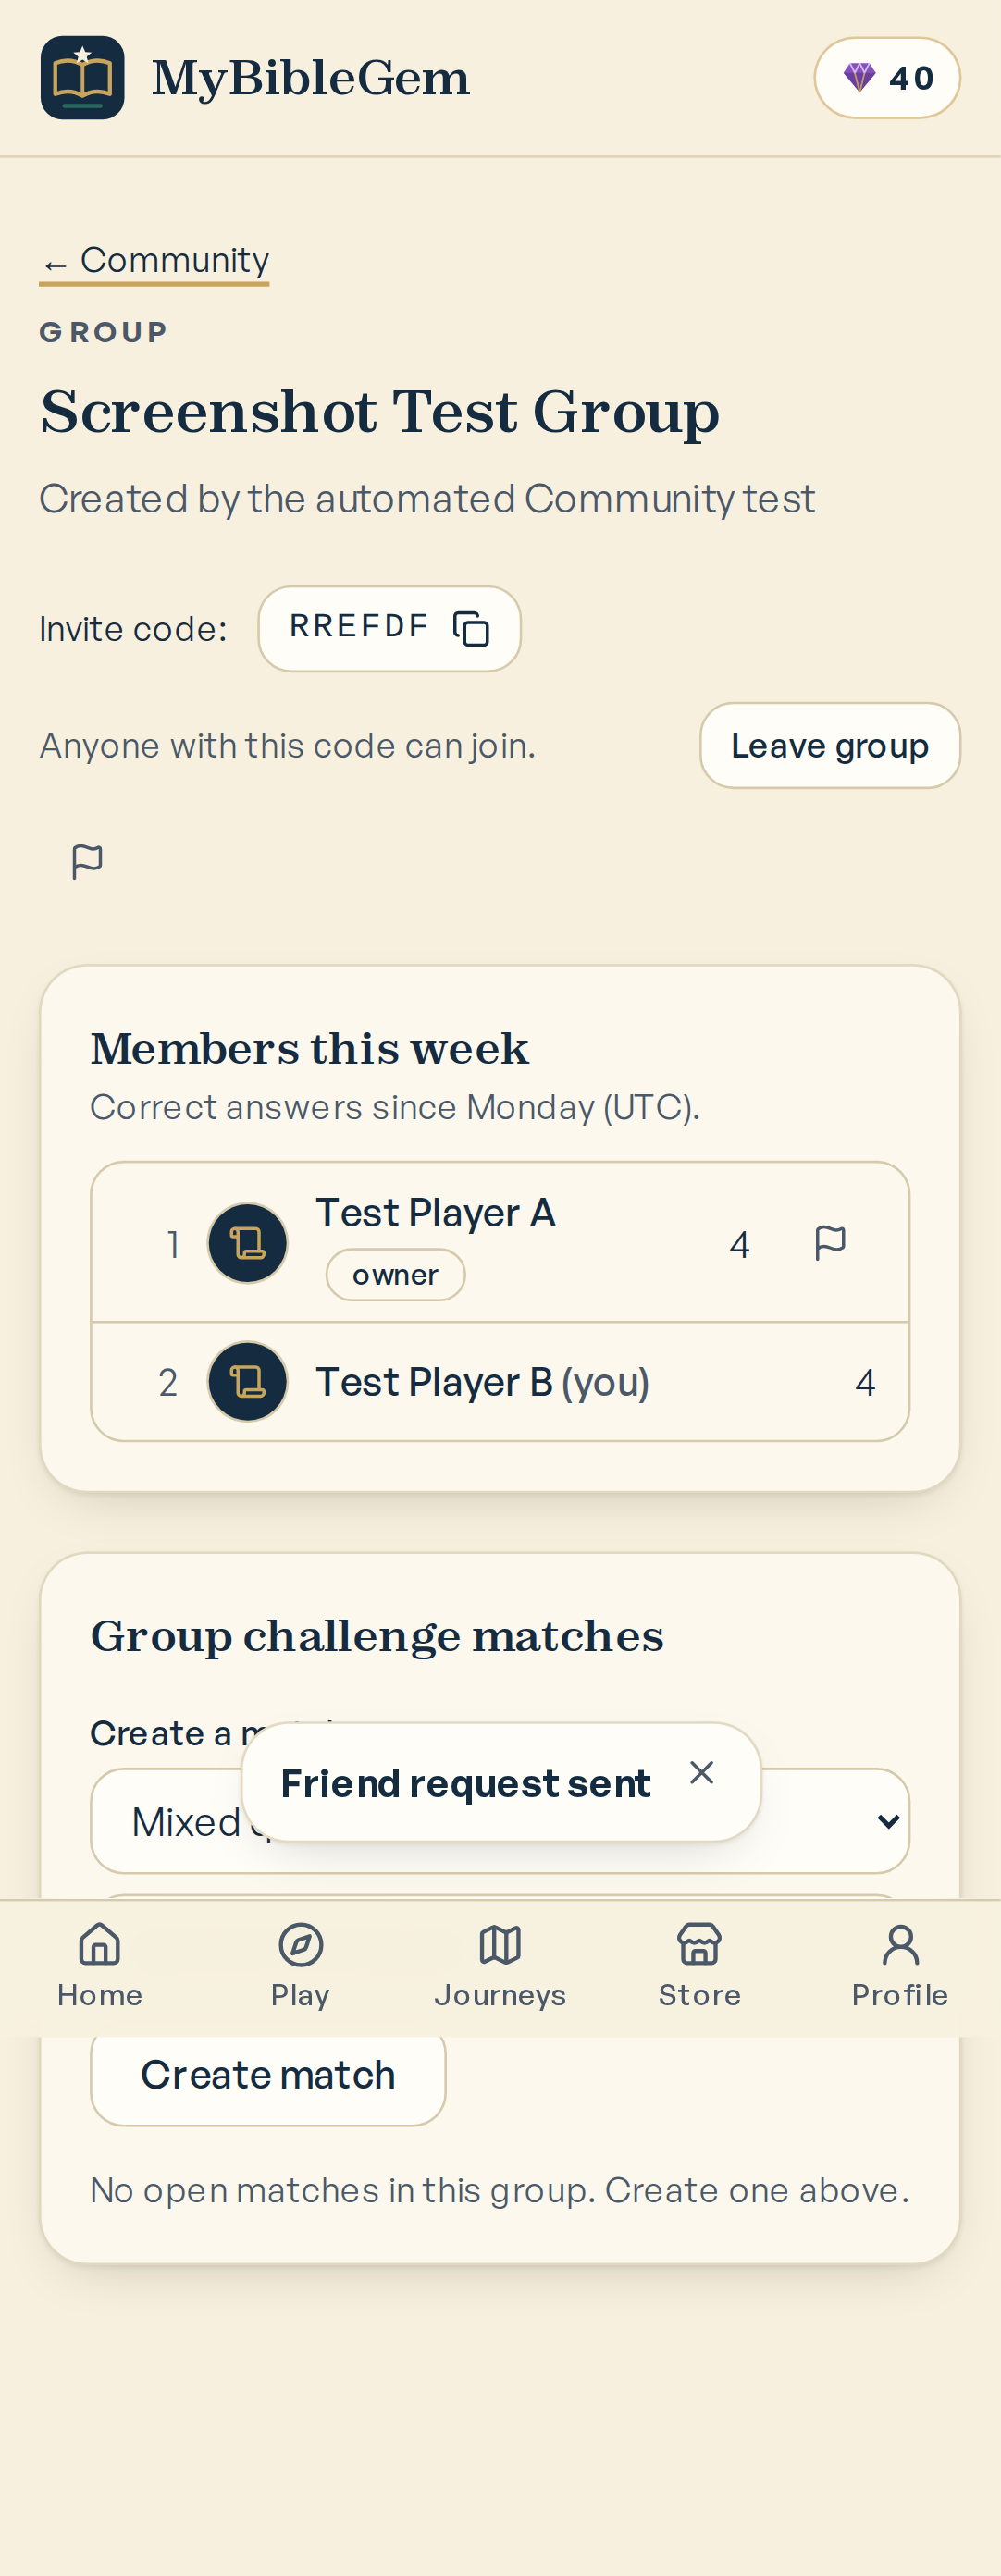 MyBibleGem
40
← Community
GROUP
Screenshot Test Group
Created by the automated Community test
Invite code: RREFDF
Anyone with this code can join. Leave group
Members this week
Correct answers since Monday (UTC).
1 Test Player A 4
owner
2 Test Player B (you) 4
Group challenge matches
Create a
Friend request sent
Mixed
Home Play Journeys Store Profile
Create match
No open matches in this group. Create one above.